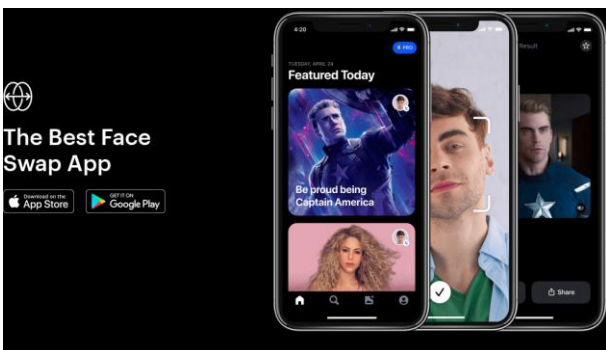 The Best Face
Swap App
Download on the
App Store
GET IT ON
Google Play
4:20
PRO
TUESDAY, APRIL 24
Featured Today
Be proud being
Captain America
Result
Share